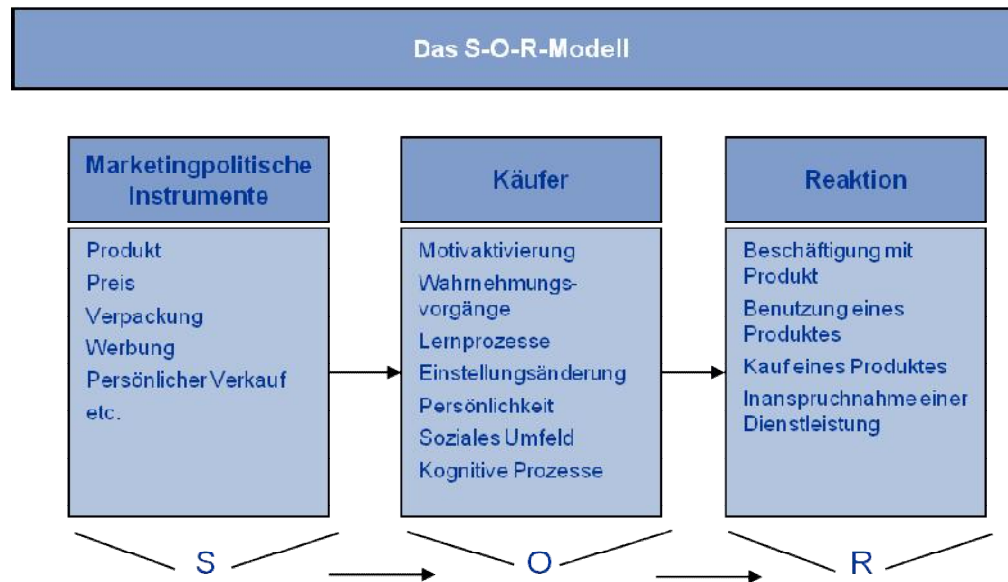 Das S-O-R-Modell
Marketingpolitische
Instrumente
Produkt
Preis
Verpackung
Werbung
Persönlicher Verkauf
etc.
Käufer
Motivaktivierung
Wahrnehmungs-
vorgänge
Lernprozesse
Einstellungsänderung
Persönlichkeit
Soziales Umfeld
Kognitive Prozesse
Reaktion
Beschäftigung mit
Produkt
Benutzung eines
Produktes
Kauf eines Produktes
Inanspruchnahme einer
Dienstleistung
S
O
R